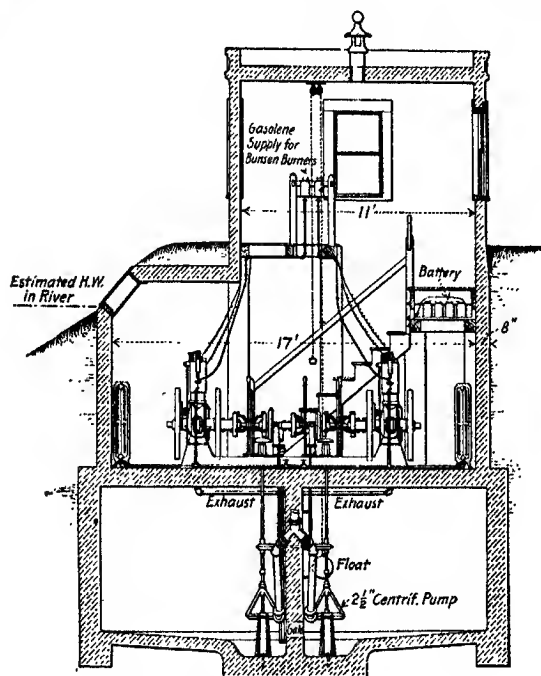 Gasolene
Supply for
Bunsen Burners
11'
Estimated H.W.
in River
Battery
17'
8"
Exhaust
Exhaust
Float
2½" Centrif. Pump